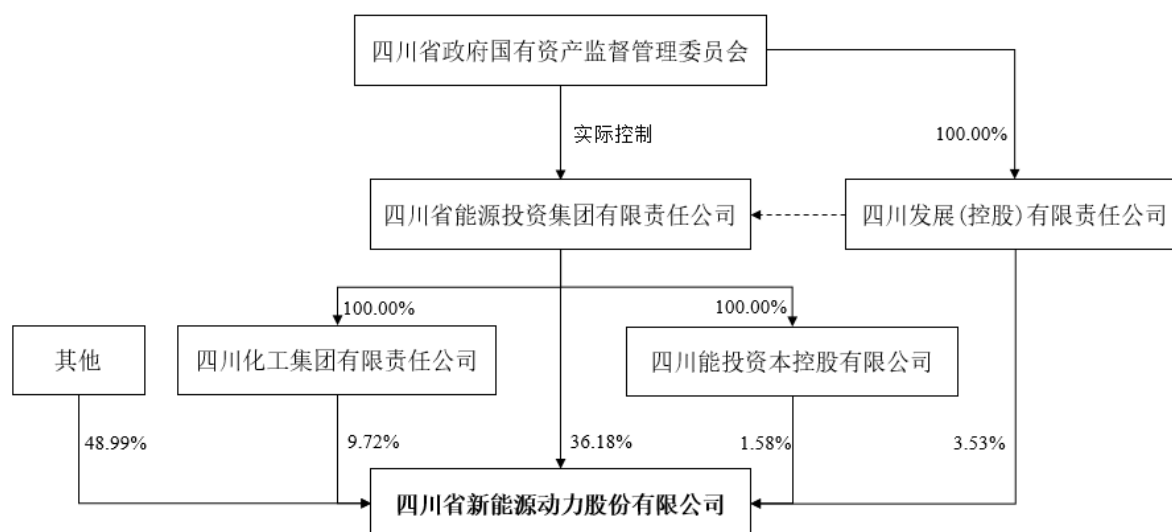 四川省政府国有资产监督管理委员会
实际控制
100.00%
四川省能源投资集团有限责任公司
四川发展(控股)有限责任公司
100.00%
100.00%
其他
四川化工集团有限责任公司
四川能投资本控股有限公司
48.99%
9.72%
36.18%
1.58%
3.53%
四川省新能源动力股份有限公司